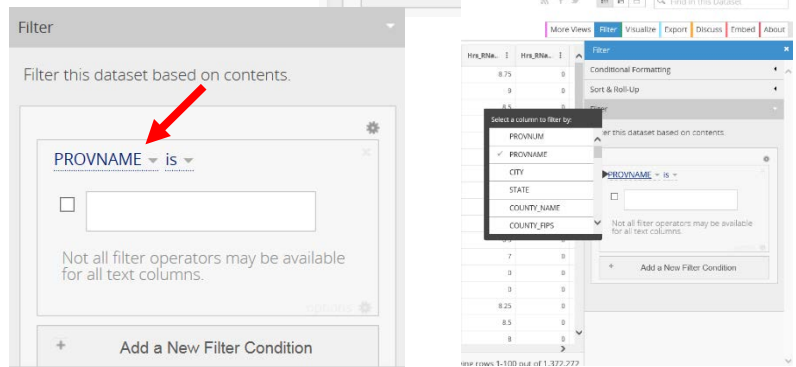 Filter
Filter this dataset based on contents.
PROVNAME is
Not all filter operators may be available
for all text columns.
options
+ Add a New Filter Condition
Find in this Dataset
More Views Filter Visualize Export Discuss Embed About
Hrs_RNa.. Hrs_RNa..
8.75 0
9 0
8.5
7 0
0 0
0 0
8.25 0
8.5 0
8 0
Filter
Conditional Formatting
Sort & Roll-Up
Filter
er this dataset based on contents.
Select a column to filter by:
PROVNUM
✓ PROVNAME
CITY
STATE
COUNTY_NAME
COUNTY_FIPS
PROVNAME is
Not all filter operators may be available
for all text columns.
+ Add a New Filter Condition
ing rows 1-100 out of 1,372,272